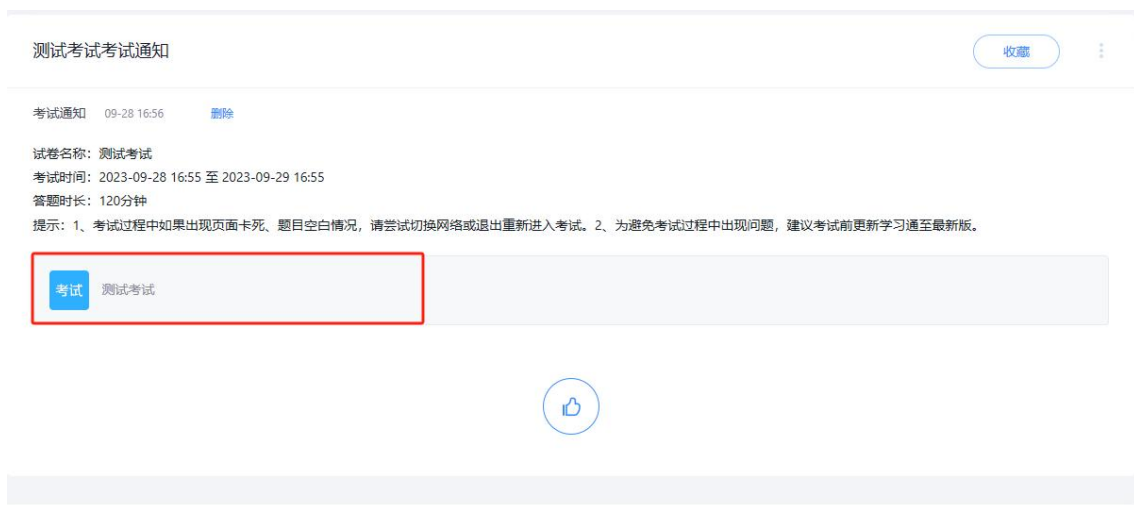 测试考试考试通知
收藏
考试通知 09-28 16:56 删除
试卷名称：测试考试
考试时间：2023-09-28 16:55 至 2023-09-29 16:55
答题时长：120分钟
提示：1、考试过程中如果出现页面卡死、题目空白情况，请尝试切换网络或退出重新进入考试。2、为避免考试过程中出现问题，建议考试前更新学习通至最新版。
考试 测试考试